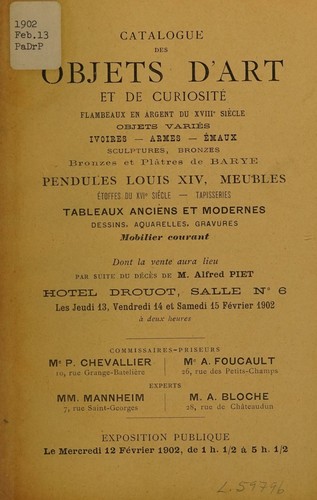 1902
Feb.13
PaDrP
CATALOGUE
DES
OBJETS D'ART
ET DE CURIOSITÉ
FLAMBEAUX EN ARGENT DU XVIIIe SIÈCLE
OBJETS VARIÉS
IVOIRES — ARMES — ÉMAUX
SCULPTURES, BRONZES
Bronzes et Plâtres de BARYE
PENDULES LOUIS XIV, MEUBLES
ÉTOFFES DU XVIe SIÈCLE — TAPISSERIES
TABLEAUX ANCIENS ET MODERNES
DESSINS, AQUARELLES, GRAVURES
Mobilier courant
Dont la vente aura lieu
PAR SUITE DU DÉCÈS DE M. Alfred PIET
HOTEL DROUOT, SALLE No 6
Les Jeudi 13, Vendredi 14 et Samedi 15 Février 1902
à deux heures
COMMISSAIRES-PRISEURS
Me P. CHEVALLIER
10, rue Grange-Batelière
Me A. FOUCAULT
26, rue des Petits-Champs
EXPERTS
MM. MANNHEIM
7, rue Saint-Georges
M. A. BLOCHE
28, rue de Châteaudun
EXPOSITION PUBLIQUE
Le Mercredi 12 Février 1902, de 1 h. 1/2 à 5 h. 1/2
L.59796